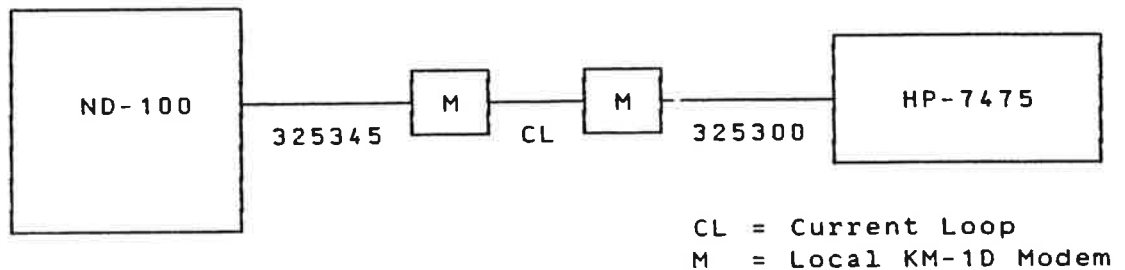 ND-100
M
M
HP-7475
325345
CL
325300
CL = Current Loop
M = Local KM-1D Modem